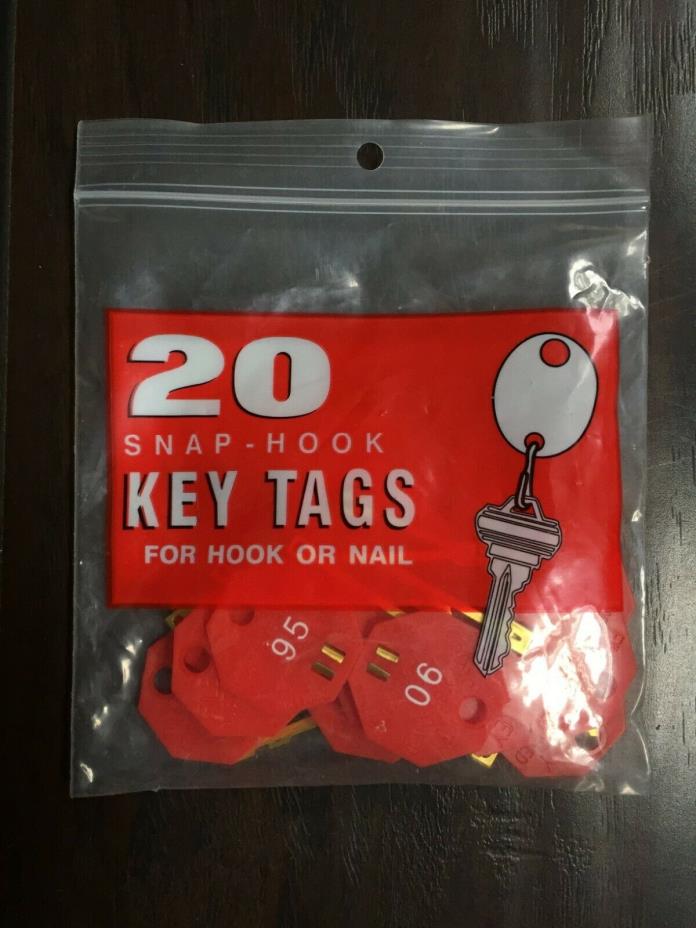 20
SNAP-HOOK
KEY TAGS
FOR HOOK OR NAIL
95
90